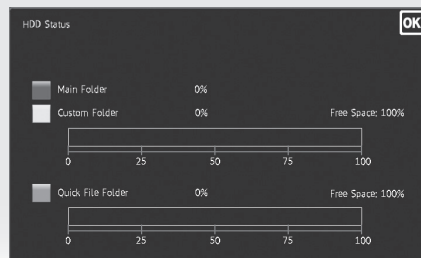 HDD Status
OK
Main Folder 0%
Custom Folder 0% Free Space: 100%
0 25 50 75 100
Quick File Folder 0% Free Space: 100%
0 25 50 75 100